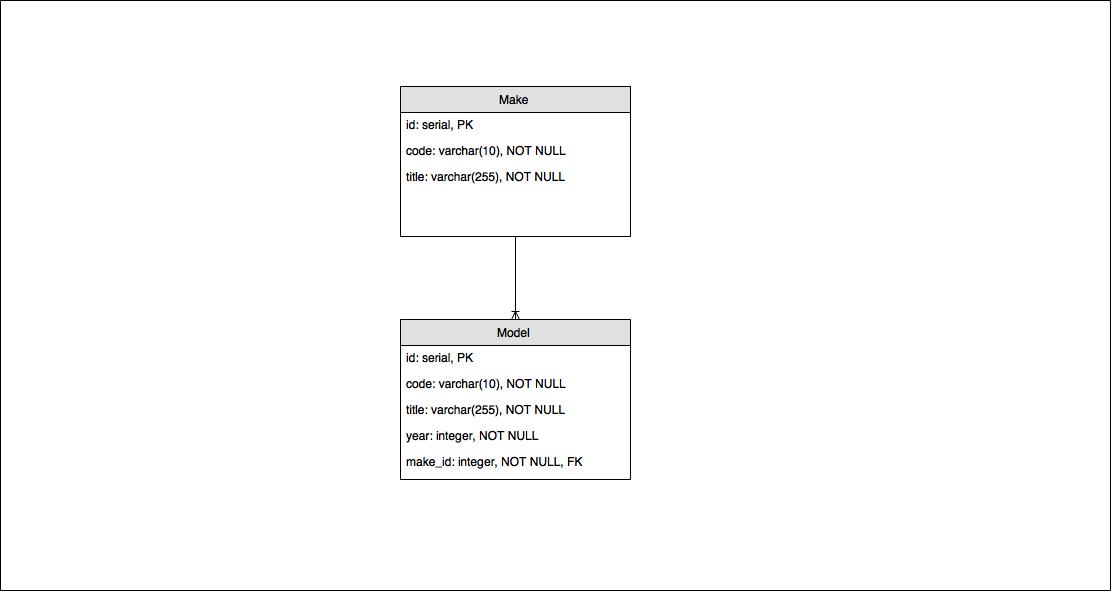 Make
id: serial, PK
code: varchar(10), NOT NULL
title: varchar(255), NOT NULL
Model
id: serial, PK
code: varchar(10), NOT NULL
title: varchar(255), NOT NULL
year: integer, NOT NULL
make_id: integer, NOT NULL, FK